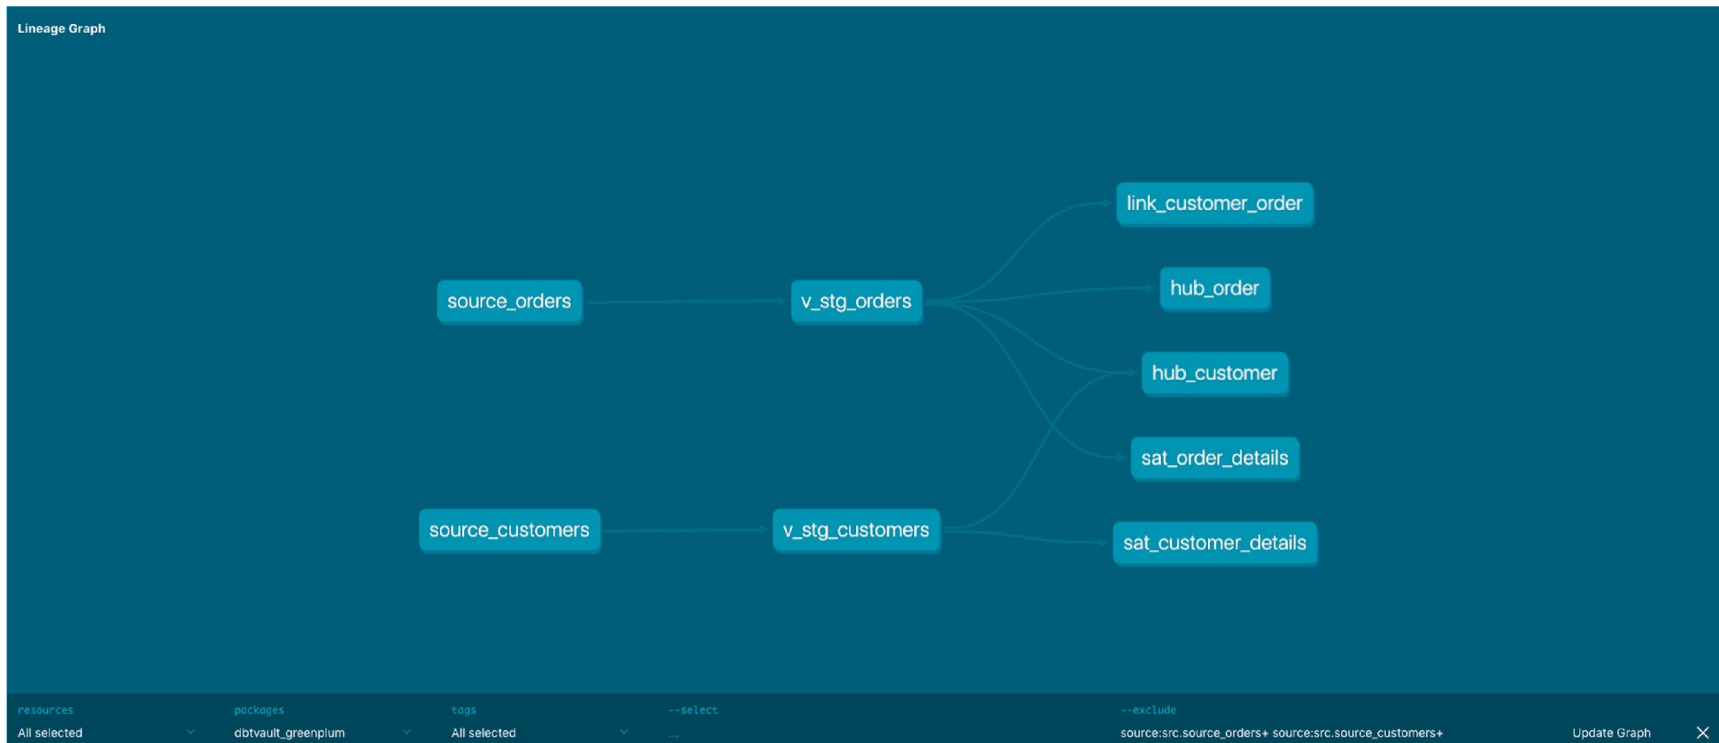 Lineage Graph
link_customer_order
hub_order
source_orders
v_stg_orders
hub_customer
sat_order_details
source_customers
v_stg_customers
sat_customer_details
resources
packages
tags
--select
--exclude
All selected
dbtvault_greenplum
All selected
...
source:src.source_orders+ source:src.source_customers+
Update Graph